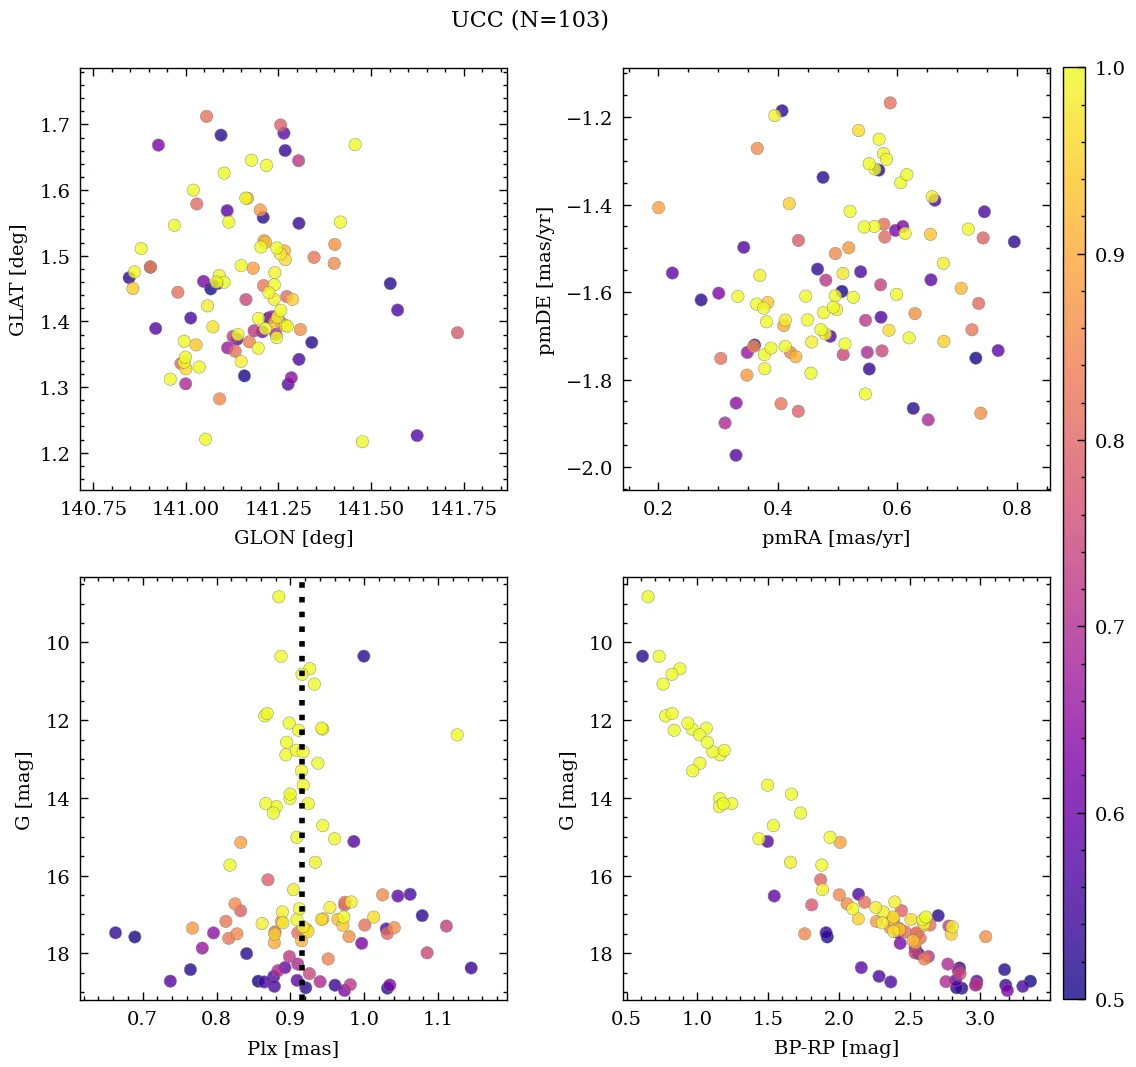 UCC (N=103)
1.7
1.6
1.5
1.4
1.3
1.2
GLAT [deg]
140.75 141.00 141.25 141.50 141.75
GLON [deg]
−1.2
−1.4
−1.6
−1.8
−2.0
pmDE [mas/yr]
0.2 0.4 0.6 0.8
pmRA [mas/yr]
1.0
0.9
0.8
0.7
0.6
0.5
10
12
14
16
18
G [mag]
0.7 0.8 0.9 1.0 1.1
Plx [mas]
10
12
14
16
18
G [mag]
0.5 1.0 1.5 2.0 2.5 3.0
BP-RP [mag]